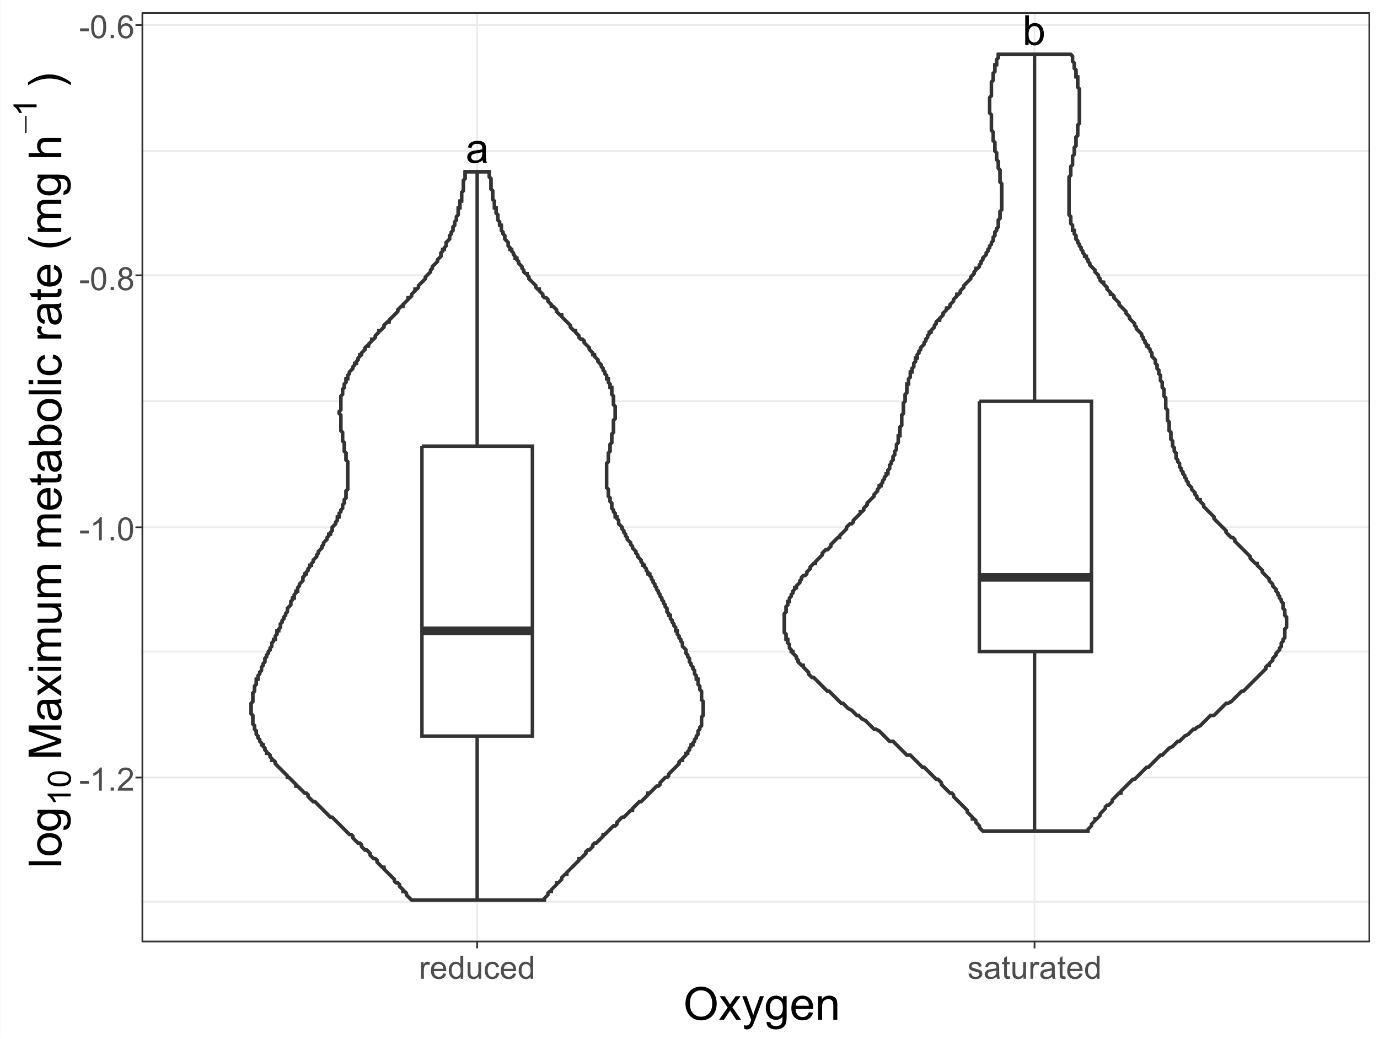 log10 Maximum metabolic rate (mg h−1 )
-0.6
-0.8
-1.0
-1.2
a
b
reduced
saturated
Oxygen